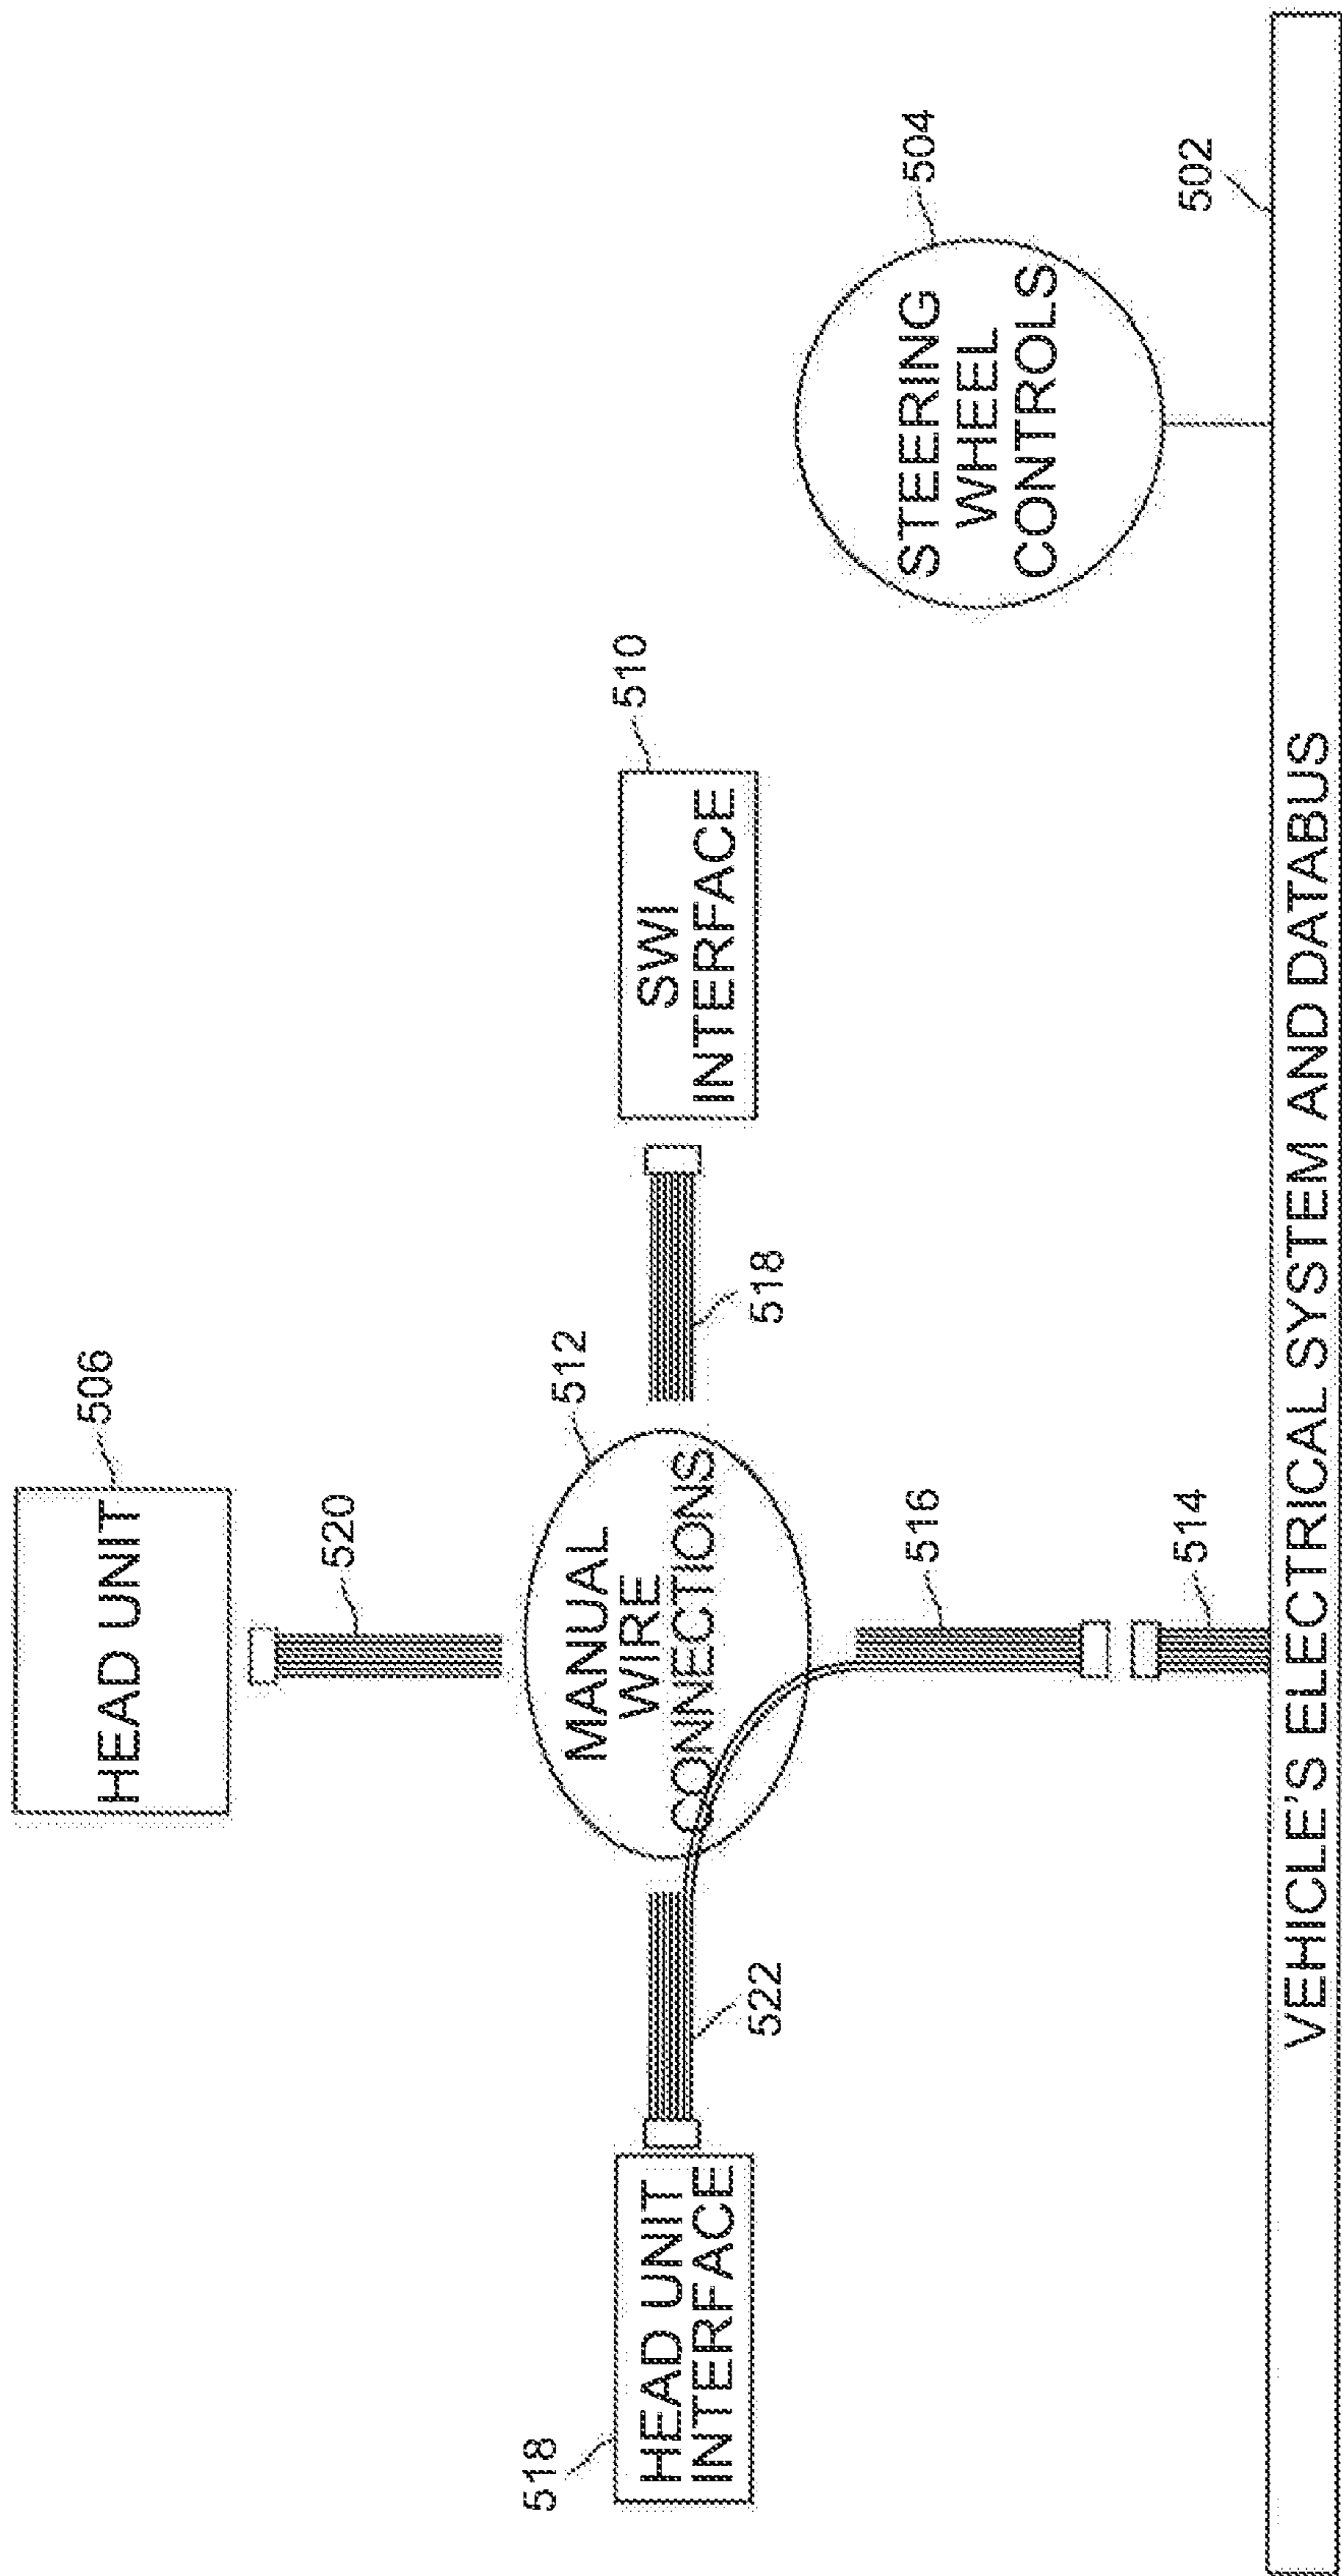 506
HEAD UNIT
520
510
512
SWI
INTERFACE
MANUAL
WIRE
CONNECTIONS
518
HEAD UNIT
INTERFACE
518
522
504
STEERING
WHEEL
CONTROLS
516
514
502
VEHICLE'S ELECTRICAL SYSTEM AND DATABUS